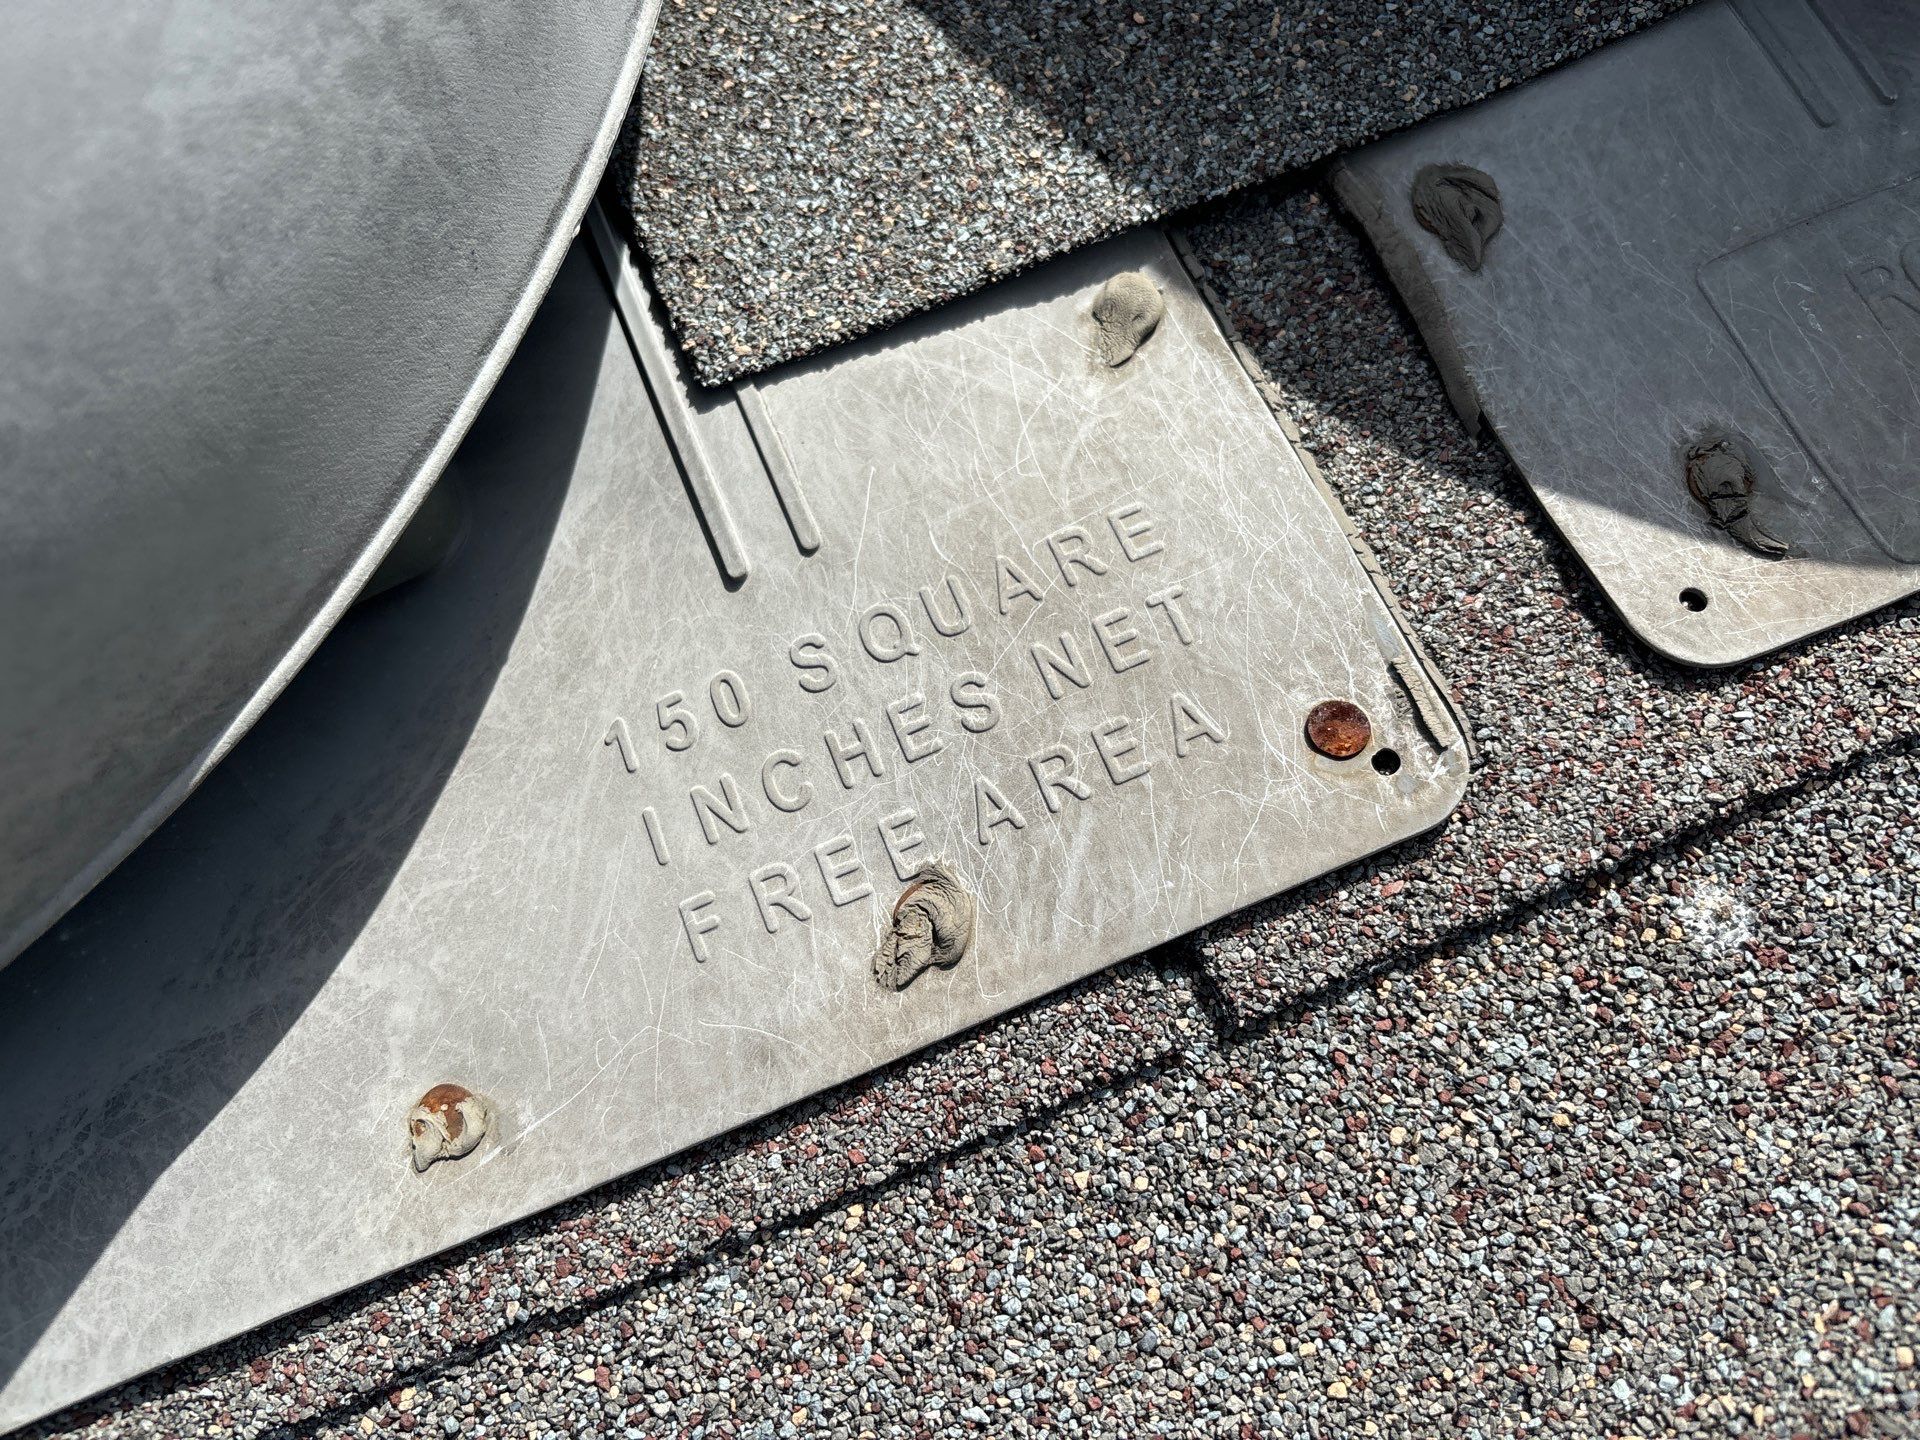 150 SQUARE
INCHES NET
FREE AREA